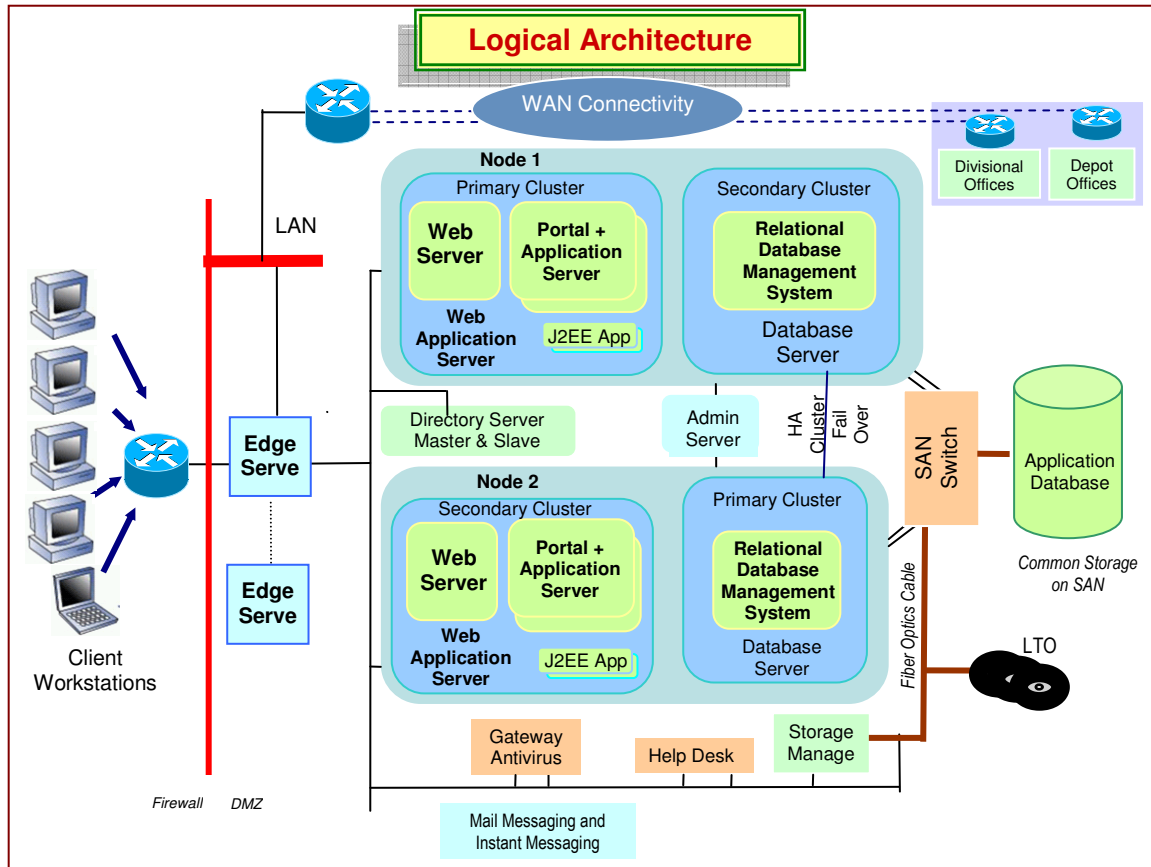 Logical Architecture
WAN Connectivity
Divisional
Offices
Depot
Offices
LAN
Node 1
Primary Cluster
Web
Server
Portal +
Application
Server
Web
Application
Server
J2EE App
Secondary Cluster
Relational
Database
Management
System
Database
Server
Directory Server
Master & Slave
Admin
Server
HA
Cluster
Fail
Over
SAN
Switch
Application
Database
Common Storage
on SAN
Edge
Serve
Edge
Serve
Client
Workstations
Node 2
Secondary Cluster
Web
Server
Portal +
Application
Server
Web
Application
Server
J2EE App
Primary Cluster
Relational
Database
Management
System
Database
Server
Fiber Optics Cable
LTO
Gateway
Antivirus
Help Desk
Storage
Manage
Firewall
DMZ
Mail Messaging and
Instant Messaging